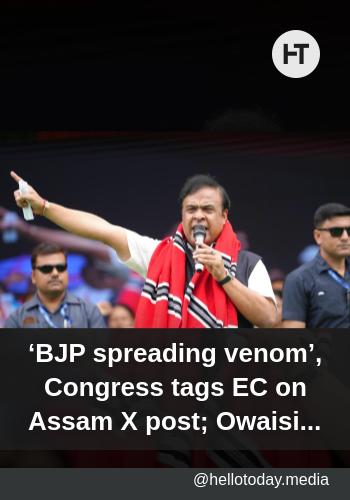 HT
‘BJP spreading venom’,
Congress tags EC on
Assam X post; Owaisi...
@hellotoday.media